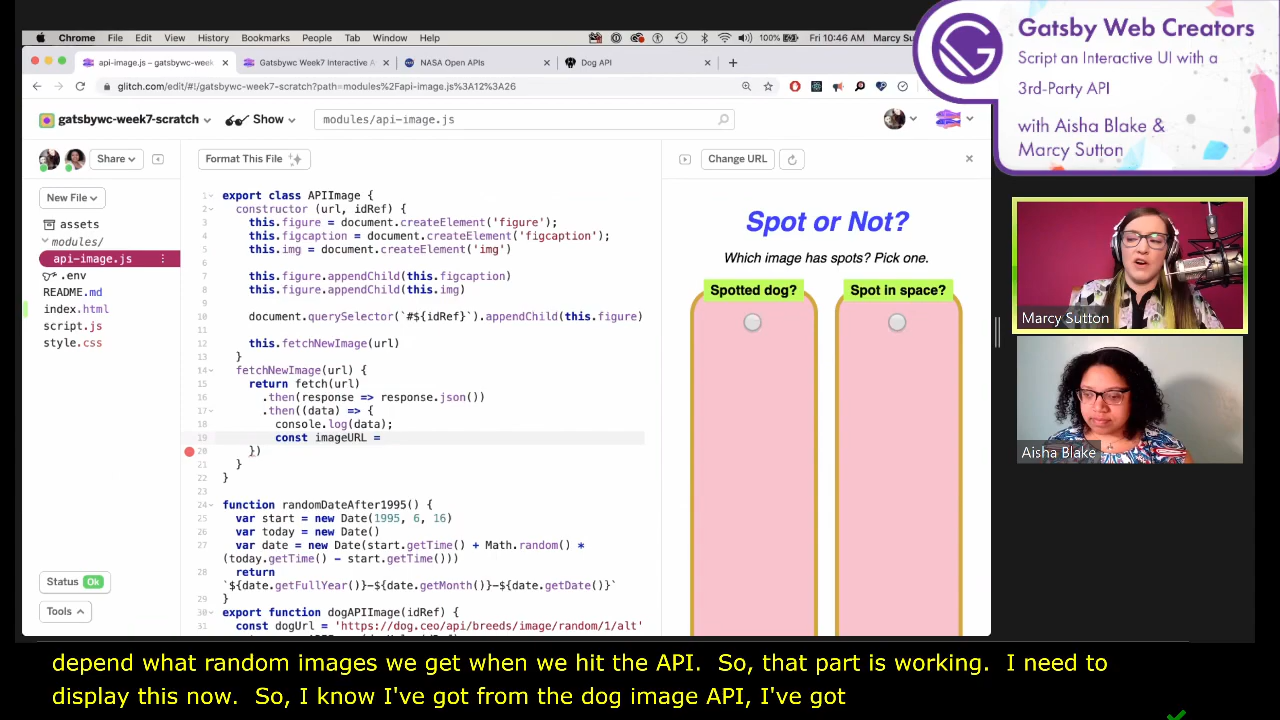 Chrome File Edit View History Bookmarks People Tab Window Help 100% Fri 10:46 AM Marcy Su
api-image.js – gatsbywc-week Gatsbywc Week7 Interactive A NASA Open APIs Dog API
glitch.com/edit/#!/gatsbywc-week7-scratch?path=modules%2Fapi-image.js%3A12%3A26
gatsbywc-week7-scratch Show modules/api-image.js
Share Format This File Change URL
New File
assets
modules/
api-image.js
.env
README.md
index.html
script.js
style.css
Status Ok
Tools
1 export class APIImage {
2 constructor (url, idRef) {
3 this.figure = document.createElement('figure');
4 this.figcaption = document.createElement('figcaption');
5 this.img = document.createElement('img')
6
7 this.figure.appendChild(this.figcaption)
8 this.figure.appendChild(this.img)
9
10 document.querySelector(`#${idRef}`).appendChild(this.figure)
11
12 this.fetchNewImage(url)
13 }
14 fetchNewImage(url) {
15 return fetch(url)
16 .then(response => response.json())
17 .then((data) => {
18 console.log(data);
19 const imageURL =
20 })
21 }
22 }
23
24 function randomDateAfter1995() {
25 var start = new Date(1995, 6, 16)
26 var today = new Date()
27 var date = new Date(start.getTime() + Math.random() *
(today.getTime() - start.getTime()))
28 return
`${date.getFullYear()}-${date.getMonth()}-${date.getDate()}`
29 }
30 export function dogAPIImage(idRef) {
31 const dogUrl = 'https://dog.ceo/api/breeds/image/random/1/alt'
Spot or Not?
Which image has spots? Pick one.
Spotted dog? Spot in space?
Gatsby Web Creators
Script an Interactive UI with a
3rd-Party API
with Aisha Blake &
Marcy Sutton
Marcy Sutton
Aisha Blake
depend what random images we get when we hit the API. So, that part is working. I need to
display this now. So, I know I've got from the dog image API, I've got